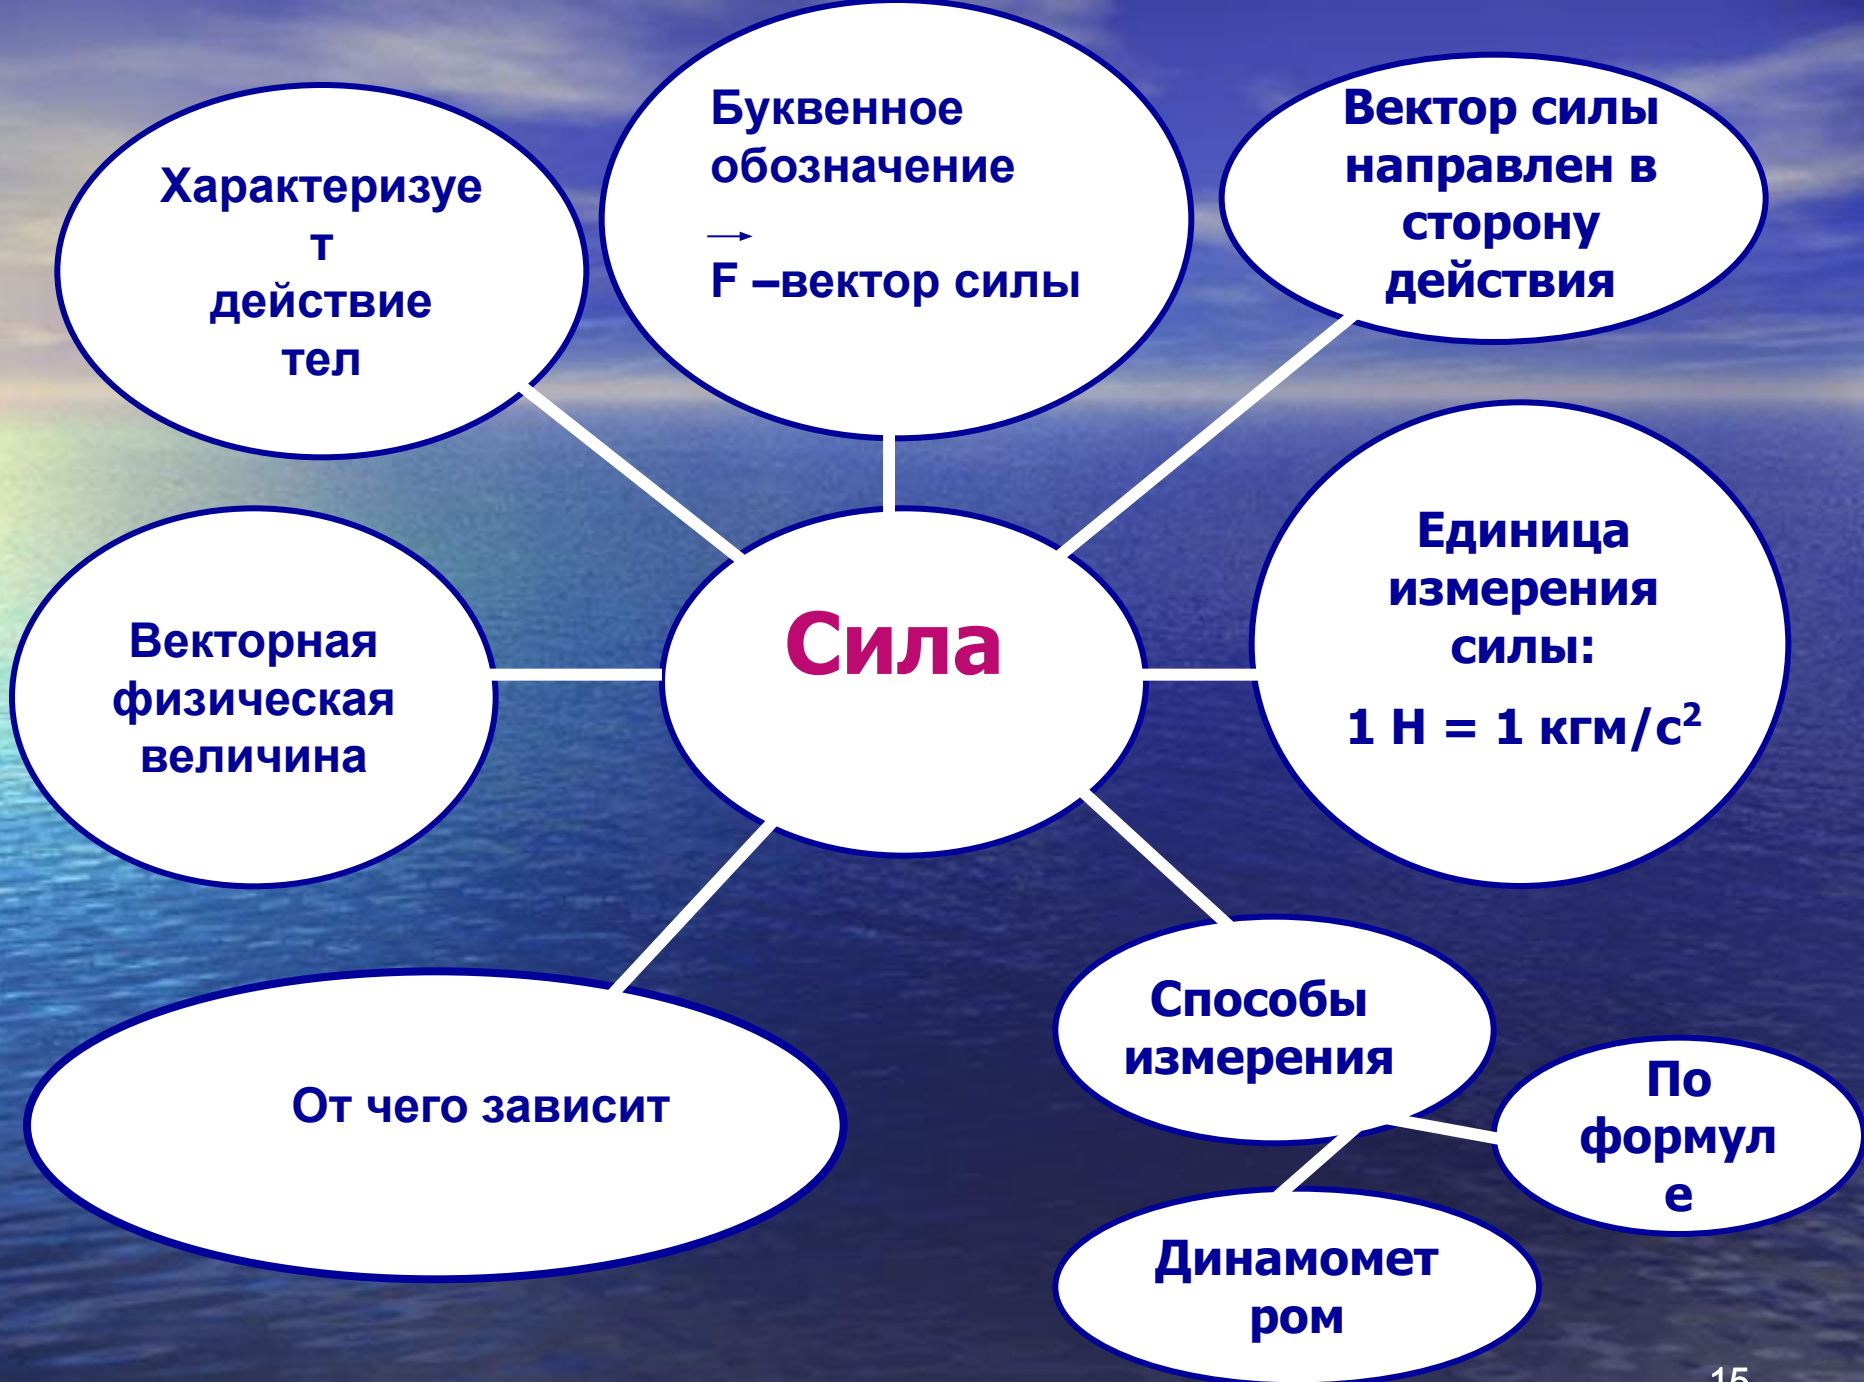 Буквенное
обозначение
F –вектор силы
Характеризуе
т
действие
тел
Вектор силы
направлен в
сторону
действия
Векторная
физическая
величина
Сила
Единица
измерения
силы:
1 Н = 1 кгм/с²
От чего зависит
Способы
измерения
По
формул
е
Динамомет
ром
15